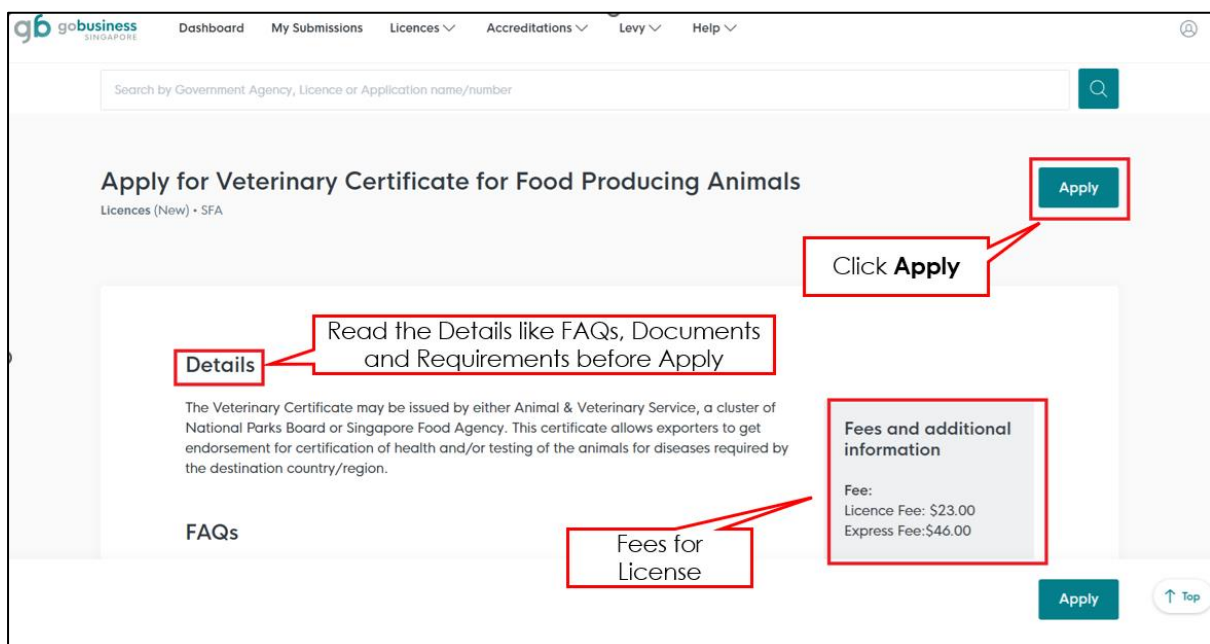 gobusiness
SINGAPORE
Dashboard
My Submissions
Licences
Accreditations
Levy
Help
Search by Government Agency, Licence or Application name/number
Apply for Veterinary Certificate for Food Producing Animals
Licences (New) • SFA
Apply
Click Apply
Read the Details like FAQs, Documents
and Requirements before Apply
Details
The Veterinary Certificate may be issued by either Animal & Veterinary Service, a cluster of
National Parks Board or Singapore Food Agency. This certificate allows exporters to get
endorsement for certification of health and/or testing of the animals for diseases required by
the destination country/region.
Fees and additional
information
Fee:
Licence Fee: $23.00
Express Fee:$46.00
FAQs
Fees for
License
Apply
Top